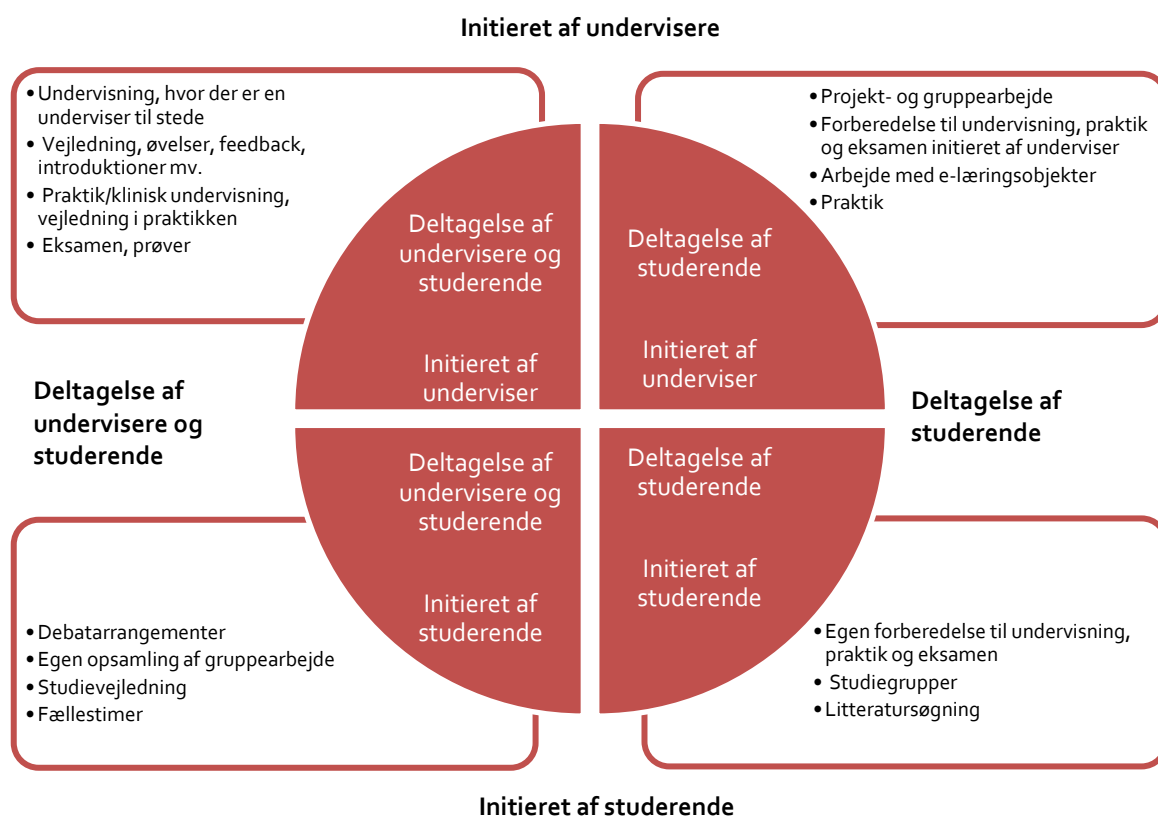 Initieret af undervisere
• Undervisning, hvor der er en
underviser til stede
• Vejledning, øvelser, feedback,
introduktioner mv.
• Praktik/klinisk undervisning,
vejledning i praktikken
• Eksamen, prøver
• Projekt- og gruppearbejde
• Forberedelse til undervisning, praktik
og eksamen initieret af underviser
• Arbejde med e-læringsobjekter
• Praktik
Deltagelse af
undervisere og
studerende
Initieret af
underviser
Deltagelse af
studerende
Initieret af
underviser
Deltagelse af
undervisere og
studerende
Deltagelse af
studerende
Deltagelse af
undervisere og
studerende
Initieret af
studerende
Deltagelse af
studerende
Initieret af
studerende
• Debatarrangementer
• Egen opsamling af gruppearbejde
• Studievejledning
• Fællestimer
• Egen forberedelse til undervisning,
praktik og eksamen
• Studiegrupper
• Litteratursøgning
Initieret af studerende